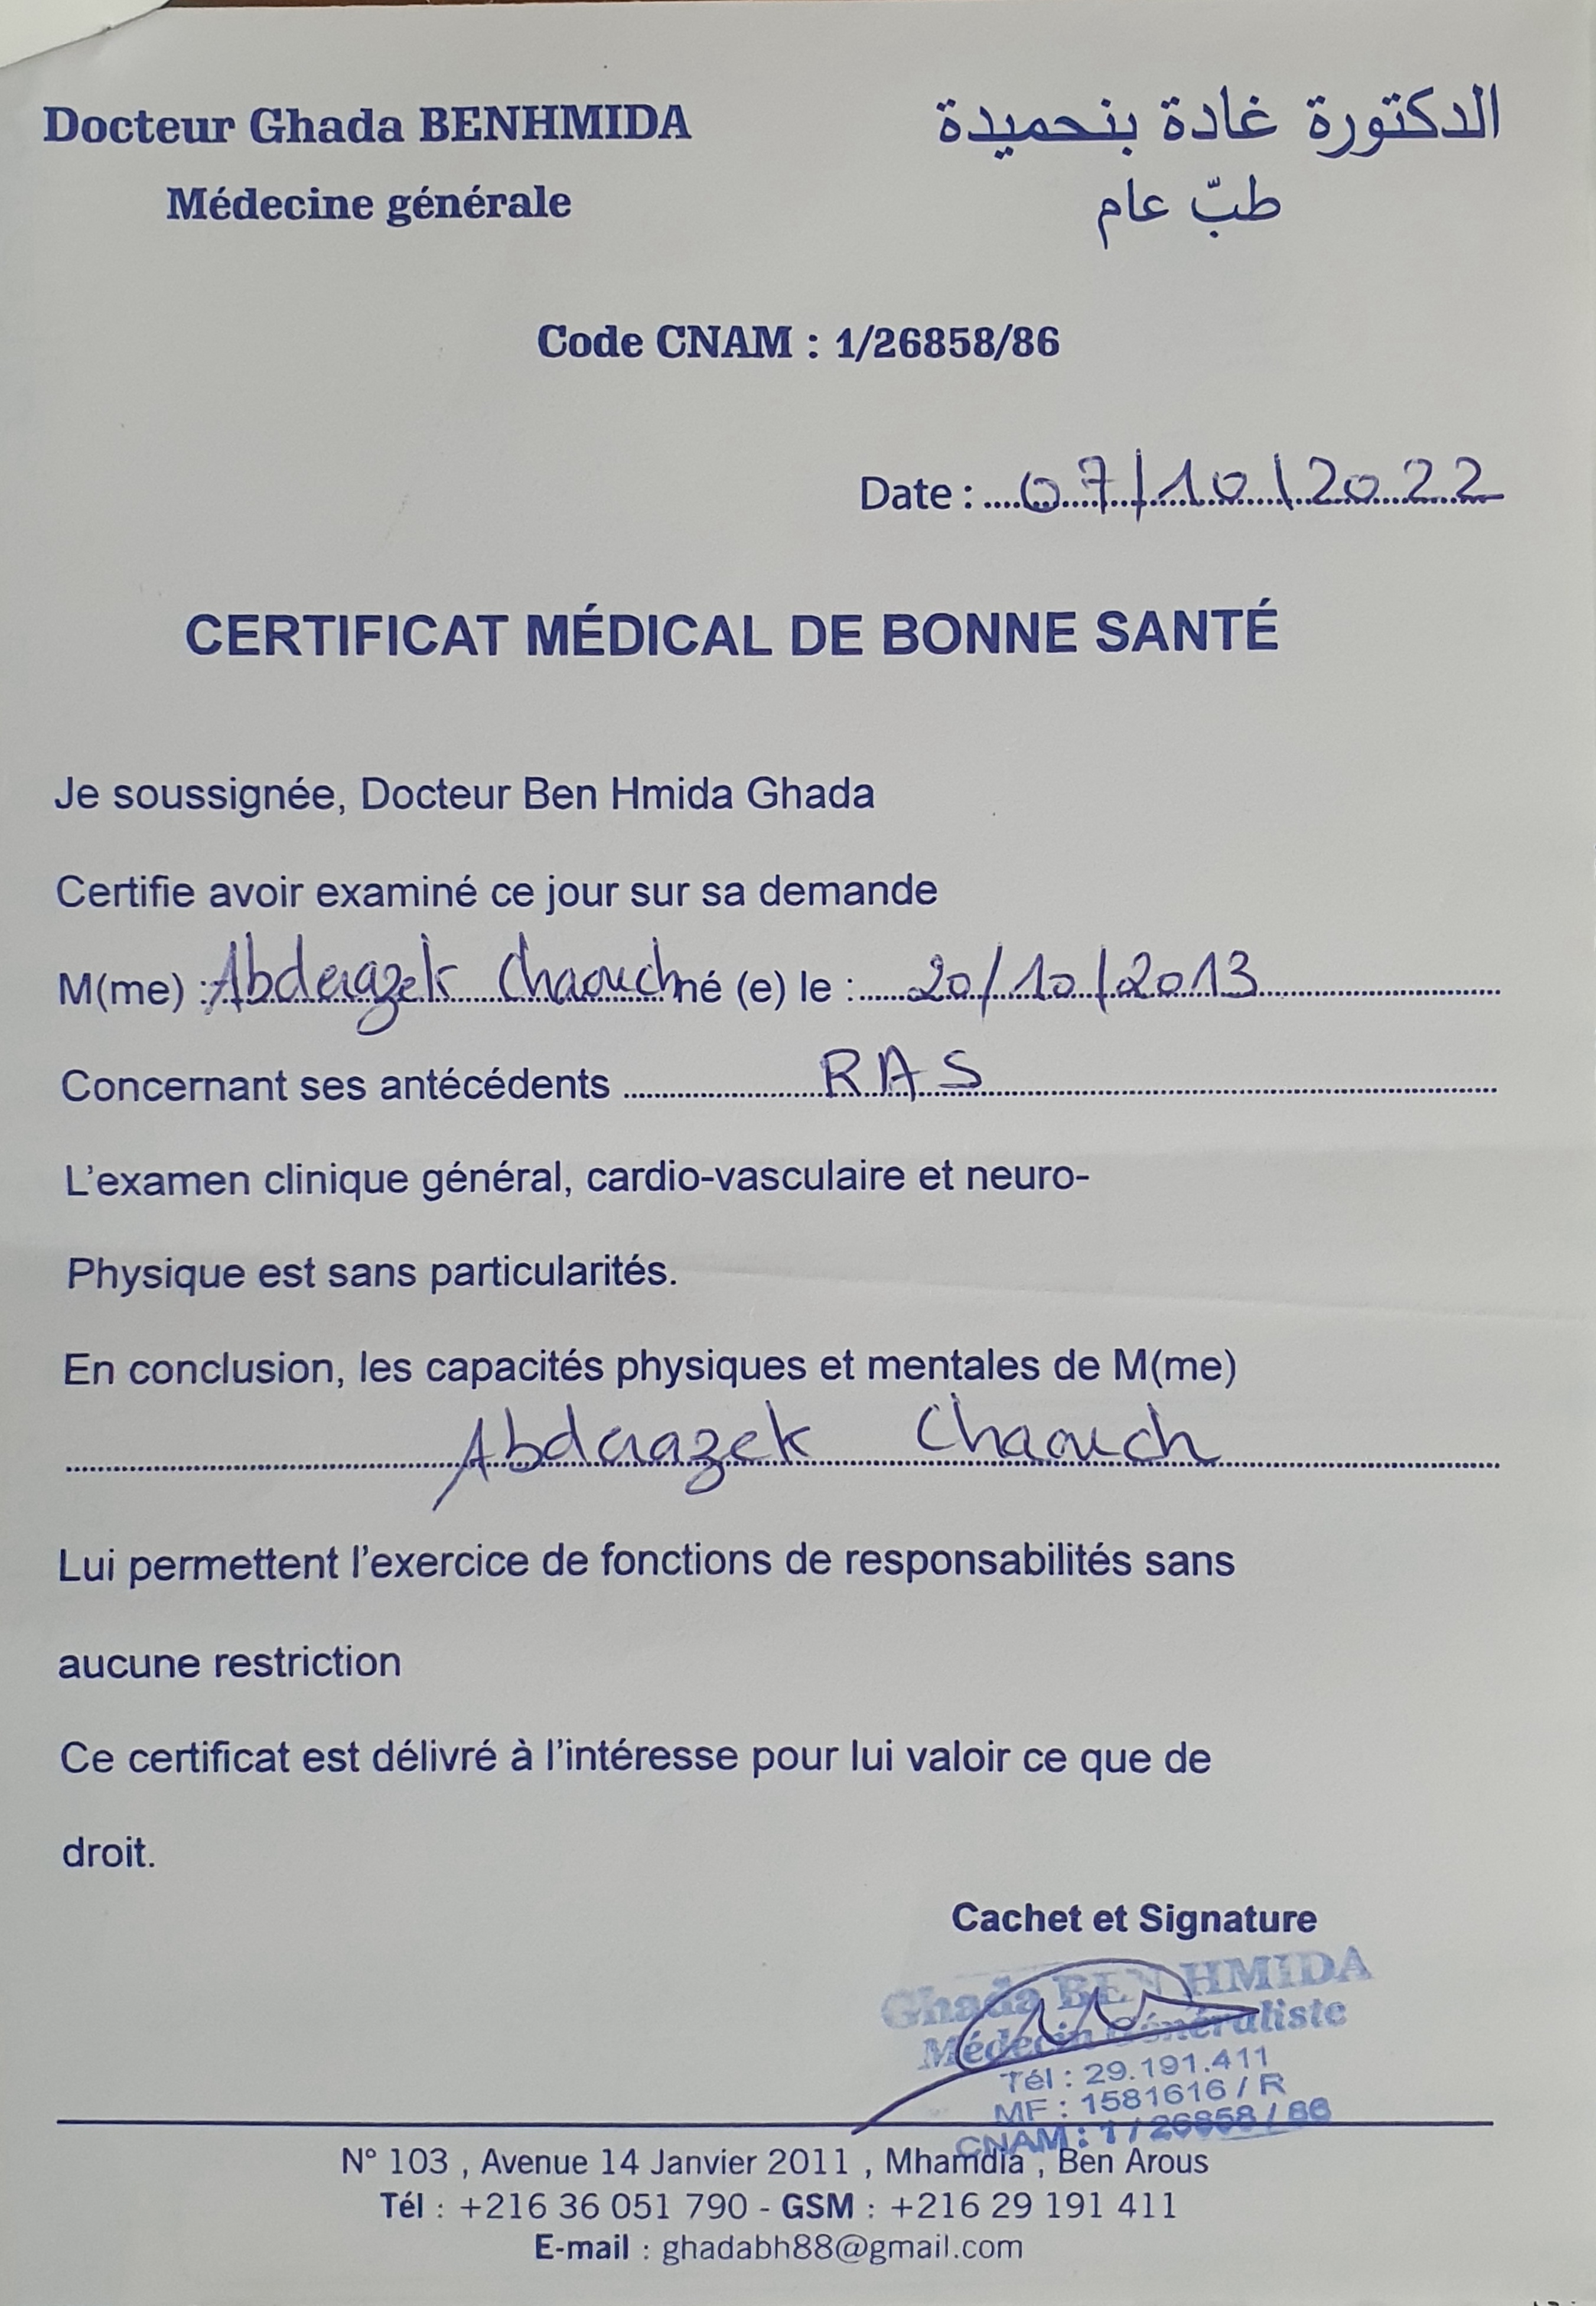 Docteur Ghada BENHMIDA
الدكتورة غادة بنحميدة
Médecine générale
طبّ عام
Code CNAM : 1/26858/86
Date : 07/10/2022
CERTIFICAT MÉDICAL DE BONNE SANTÉ
Je soussignée, Docteur Ben Hmida Ghada
Certifie avoir examiné ce jour sur sa demande
M(me) : Abderazek Chaouch né (e) le : 20/10/2013
Concernant ses antécédents RAS
L'examen clinique général, cardio-vasculaire et neuro-
Physique est sans particularités.
En conclusion, les capacités physiques et mentales de M(me)
Abderazek Chaouch
Lui permettent l'exercice de fonctions de responsabilités sans
aucune restriction
Ce certificat est délivré à l'intéresse pour lui valoir ce que de
droit.
Cachet et Signature
Ghada BEN HMIDA
Médecin Généraliste
Tél : 29.191.411
MF : 1581616 / R
CNAM : 1 / 26858 / 86
N° 103 , Avenue 14 Janvier 2011 , Mhamdia , Ben Arous
Tél : +216 36 051 790 - GSM : +216 29 191 411
E-mail : ghadabh88@gmail.com